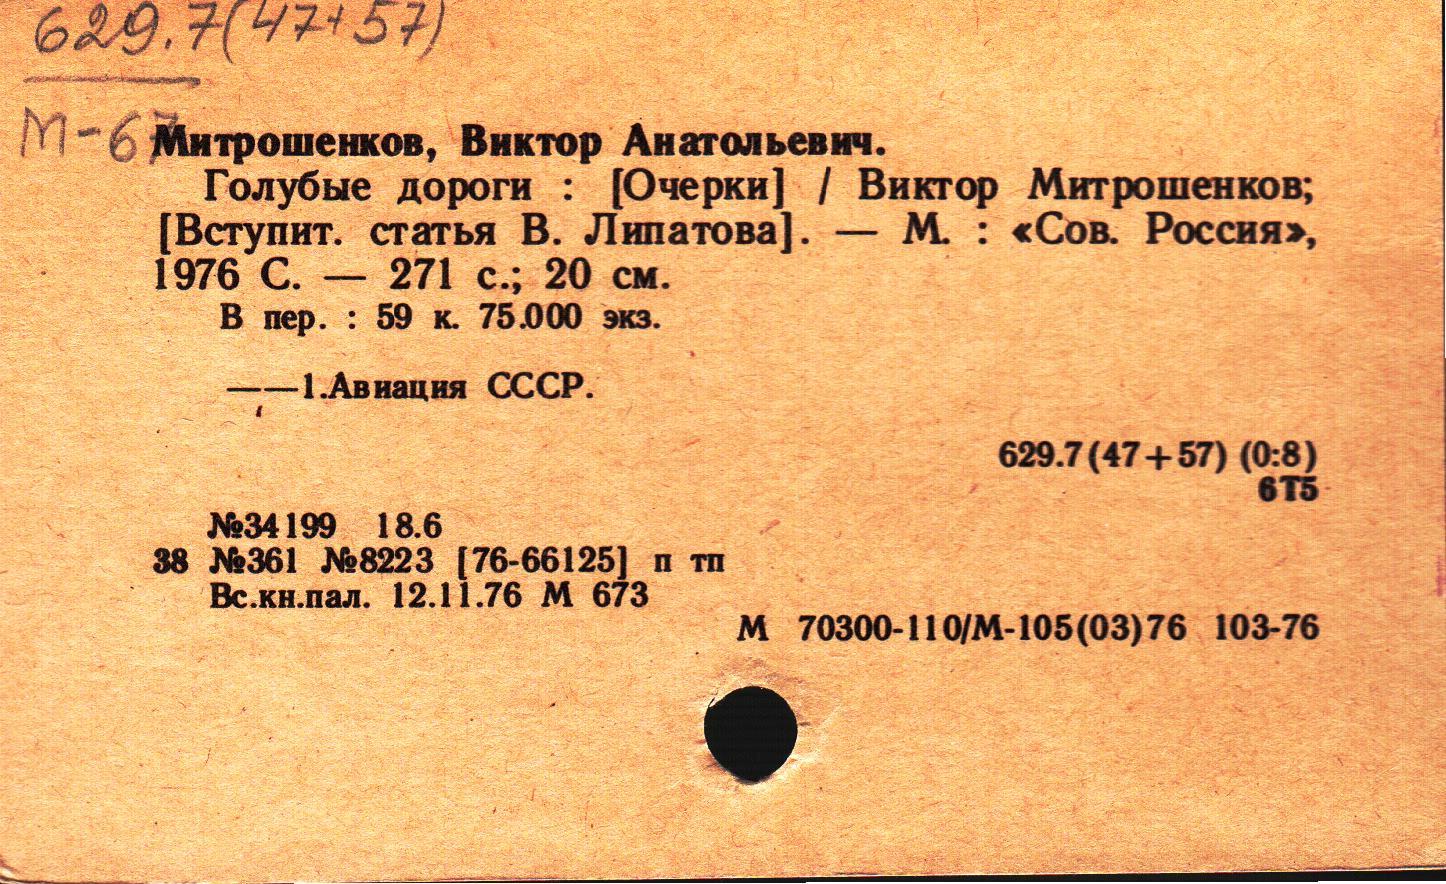 629.7(47+57)
М-67
Митрошенков, Виктор Анатольевич.
Голубые дороги : [Очерки] / Виктор Митрошенков;
[Вступит. статья В. Липатова]. — М. : «Сов. Россия»,
1976 С. — 271 с.; 20 см.
В пер. : 59 к. 75.000 экз.
——1.Авиация СССР.
629.7(47+57) (0:8)
6Т5
№34199 18.6
38 №361 №8223 [76-66125] п тп
Вс.кн.пал. 12.11.76 М 673
М 70300-110/М-105(03)76 103-76